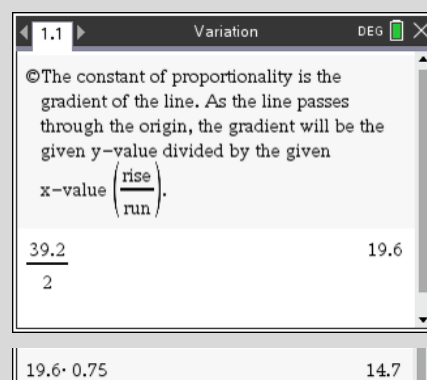 1.1 Variation DEG
©The constant of proportionality is the
gradient of the line. As the line passes
through the origin, the gradient will be the
given y-value divided by the given
x-value (rise/run).
39.2/2 19.6
19.6·0.75 14.7